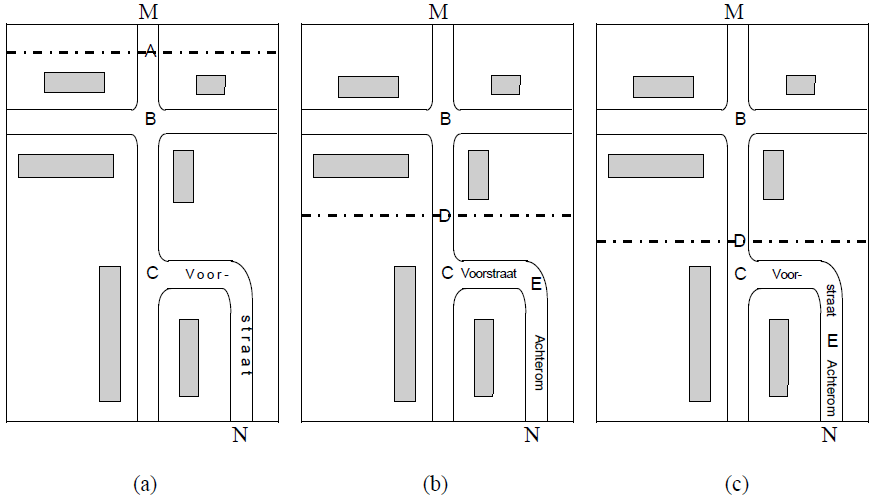 M
A
B
C
Voor-
straat
N
(a)
M
B
D
C
Voorstraat
E
Achterom
N
(b)
M
B
D
C
Voor-
straat
E
Achterom
N
(c)